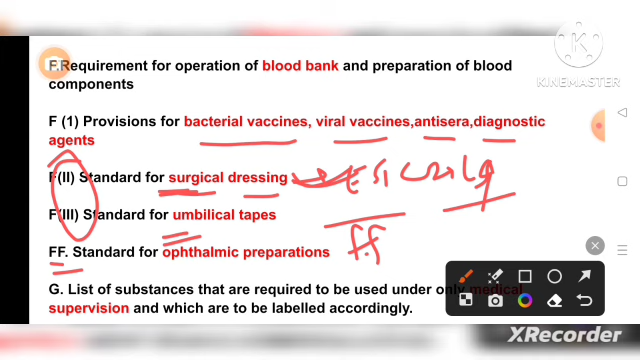 F.Requirement for operation of blood bank and preparation of blood
components
F (1) Provisions for bacterial vaccines, viral vaccines,antisera,diagnostic
agents
F(II) Standard for surgical dressing
F(III) Standard for umbilical tapes
FF. Standard for ophthalmic preparations
f.f
G. List of substances that are required to be used under only medical
supervision and which are to be labelled accordingly.
KINEMASTER
XRecorder